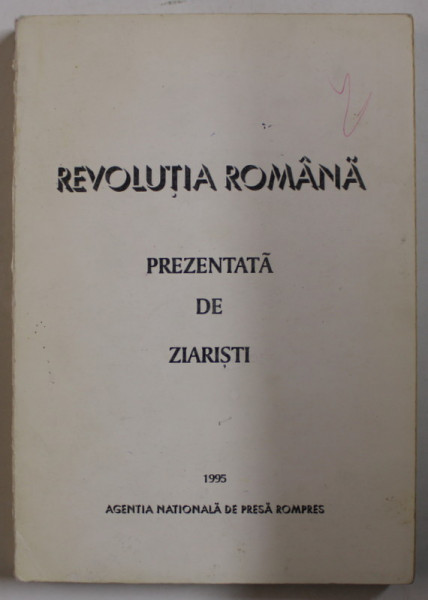 REVOLUȚIA ROMÂNĂ
PREZENTATĂ
DE
ZIARIȘTI
1995
AGENTIA NATIONALĂ DE PRESĂ ROMPRES